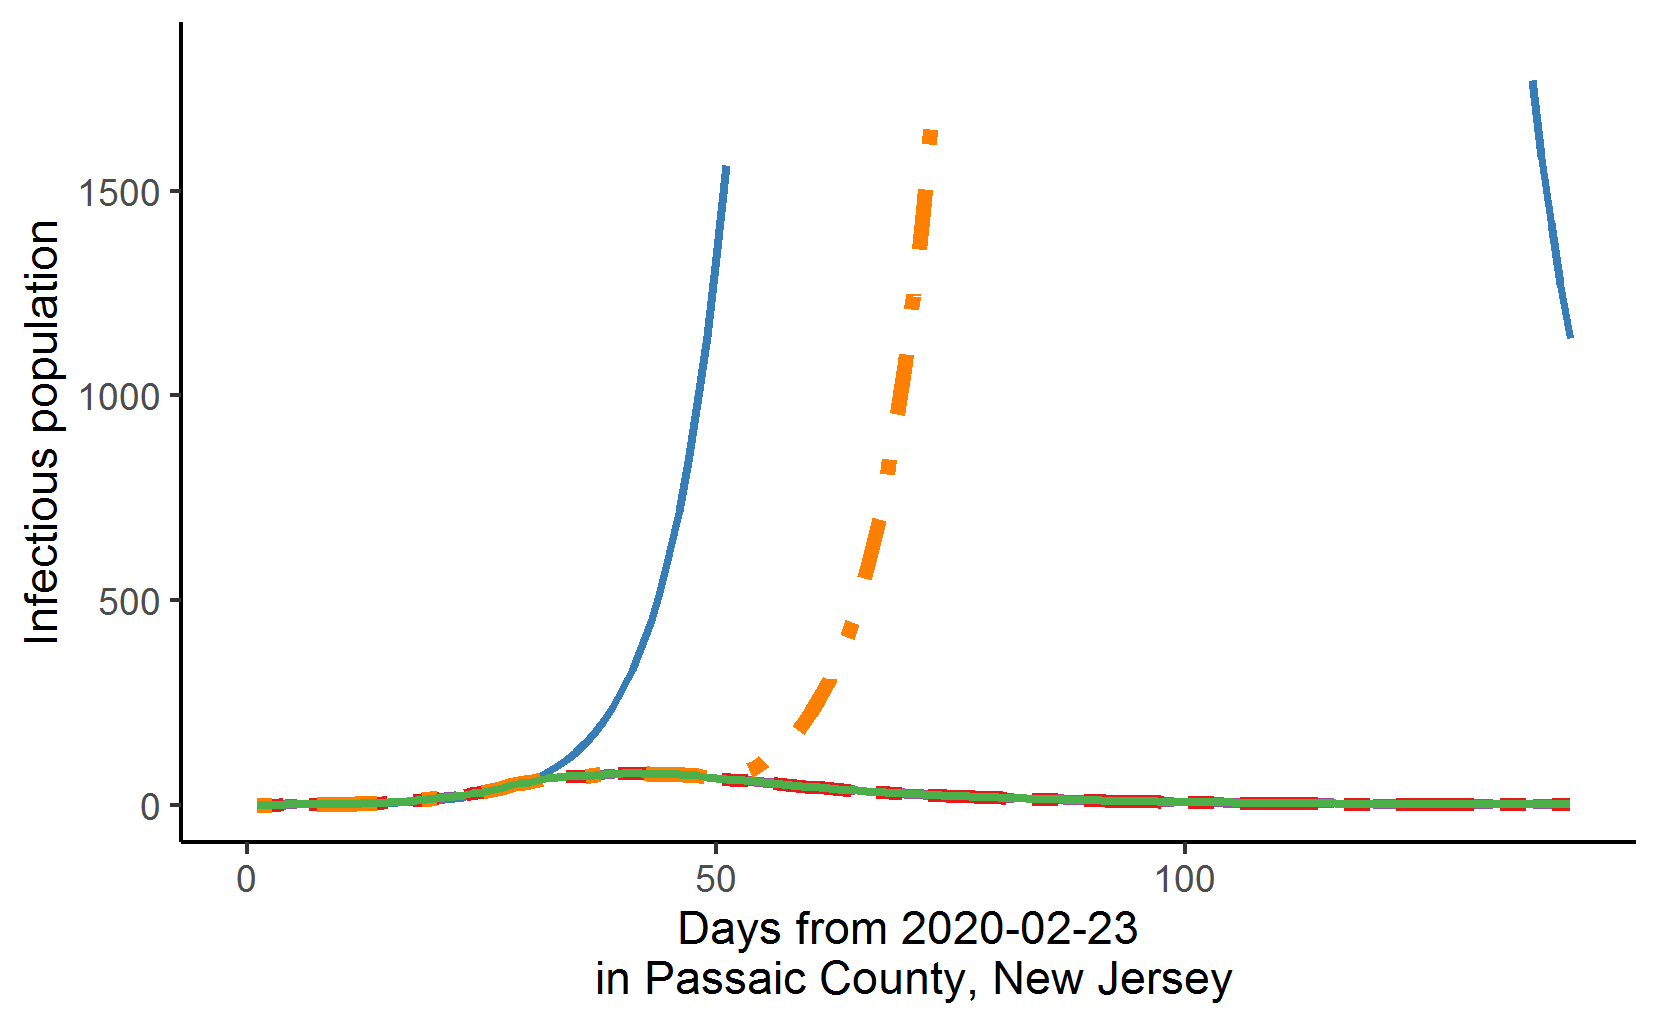 Infectious population
1500
1000
500
0
0 50 100
Days from 2020-02-23
in Passaic County, New Jersey